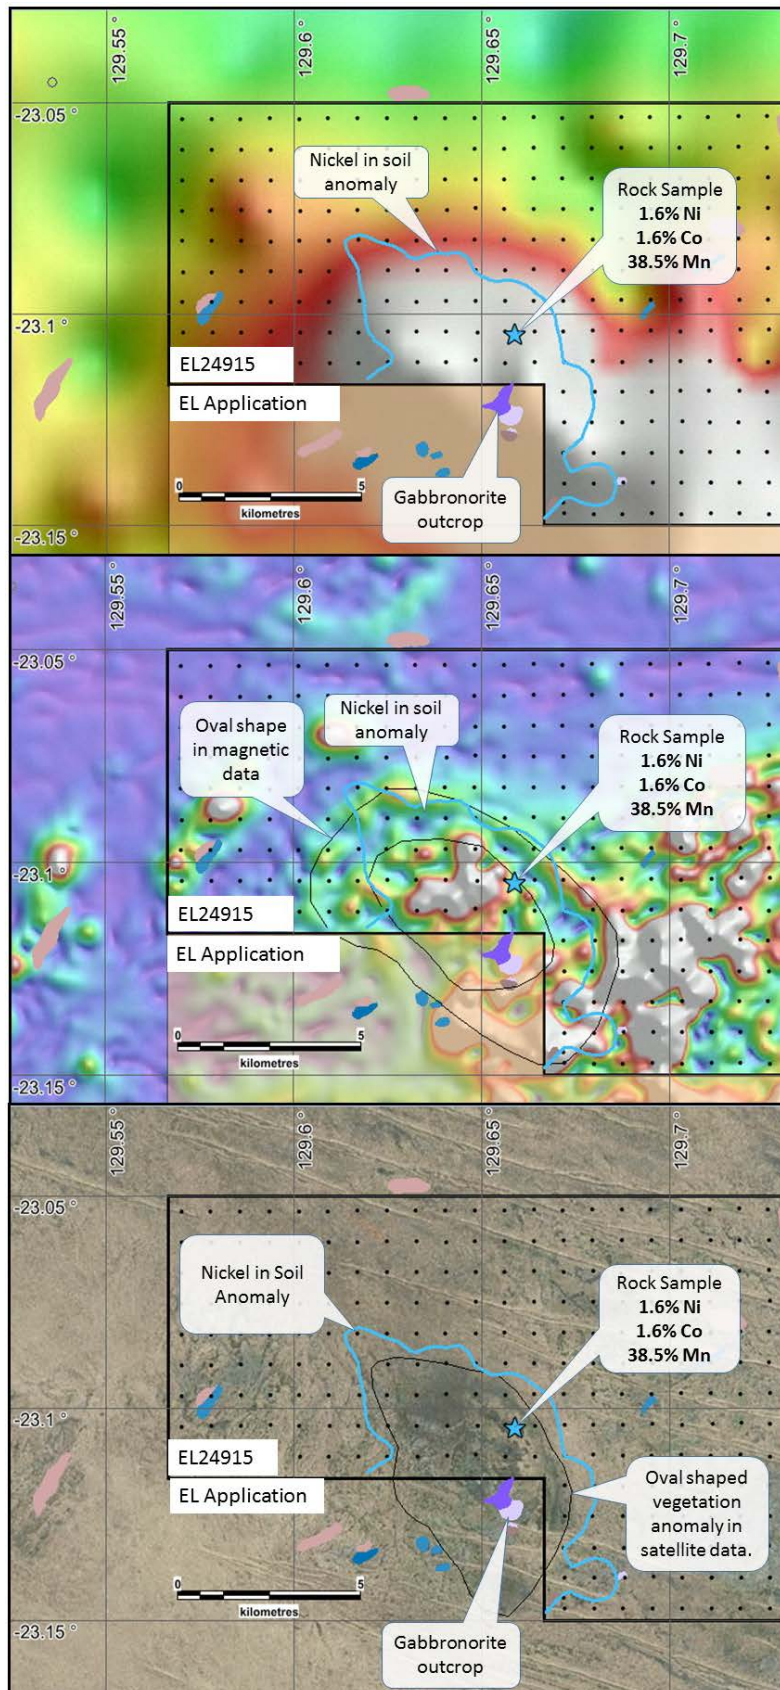 129.55
129.6
129.65
129.7
-23.05 °
Nickel in soil
anomaly
Rock Sample
1.6% Ni
1.6% Co
38.5% Mn
-23.1 °
EL24915
EL Application
0
5
kilometres
Gabbronorite
outcrop
-23.15 °
129.55
129.6
129.65
129.7
-23.05 °
Oval shape
in magnetic
data
Nickel in soil
anomaly
Rock Sample
1.6% Ni
1.6% Co
38.5% Mn
-23.1 °
EL24915
EL Application
0
5
kilometres
-23.15 °
129.55
129.6
129.65
129.7
-23.05 °
Nickel in Soil
Anomaly
Rock Sample
1.6% Ni
1.6% Co
38.5% Mn
-23.1 °
EL24915
EL Application
Oval shaped
vegetation
anomaly in
satellite data.
0
5
kilometres
-23.15 °
Gabbronorite
outcrop